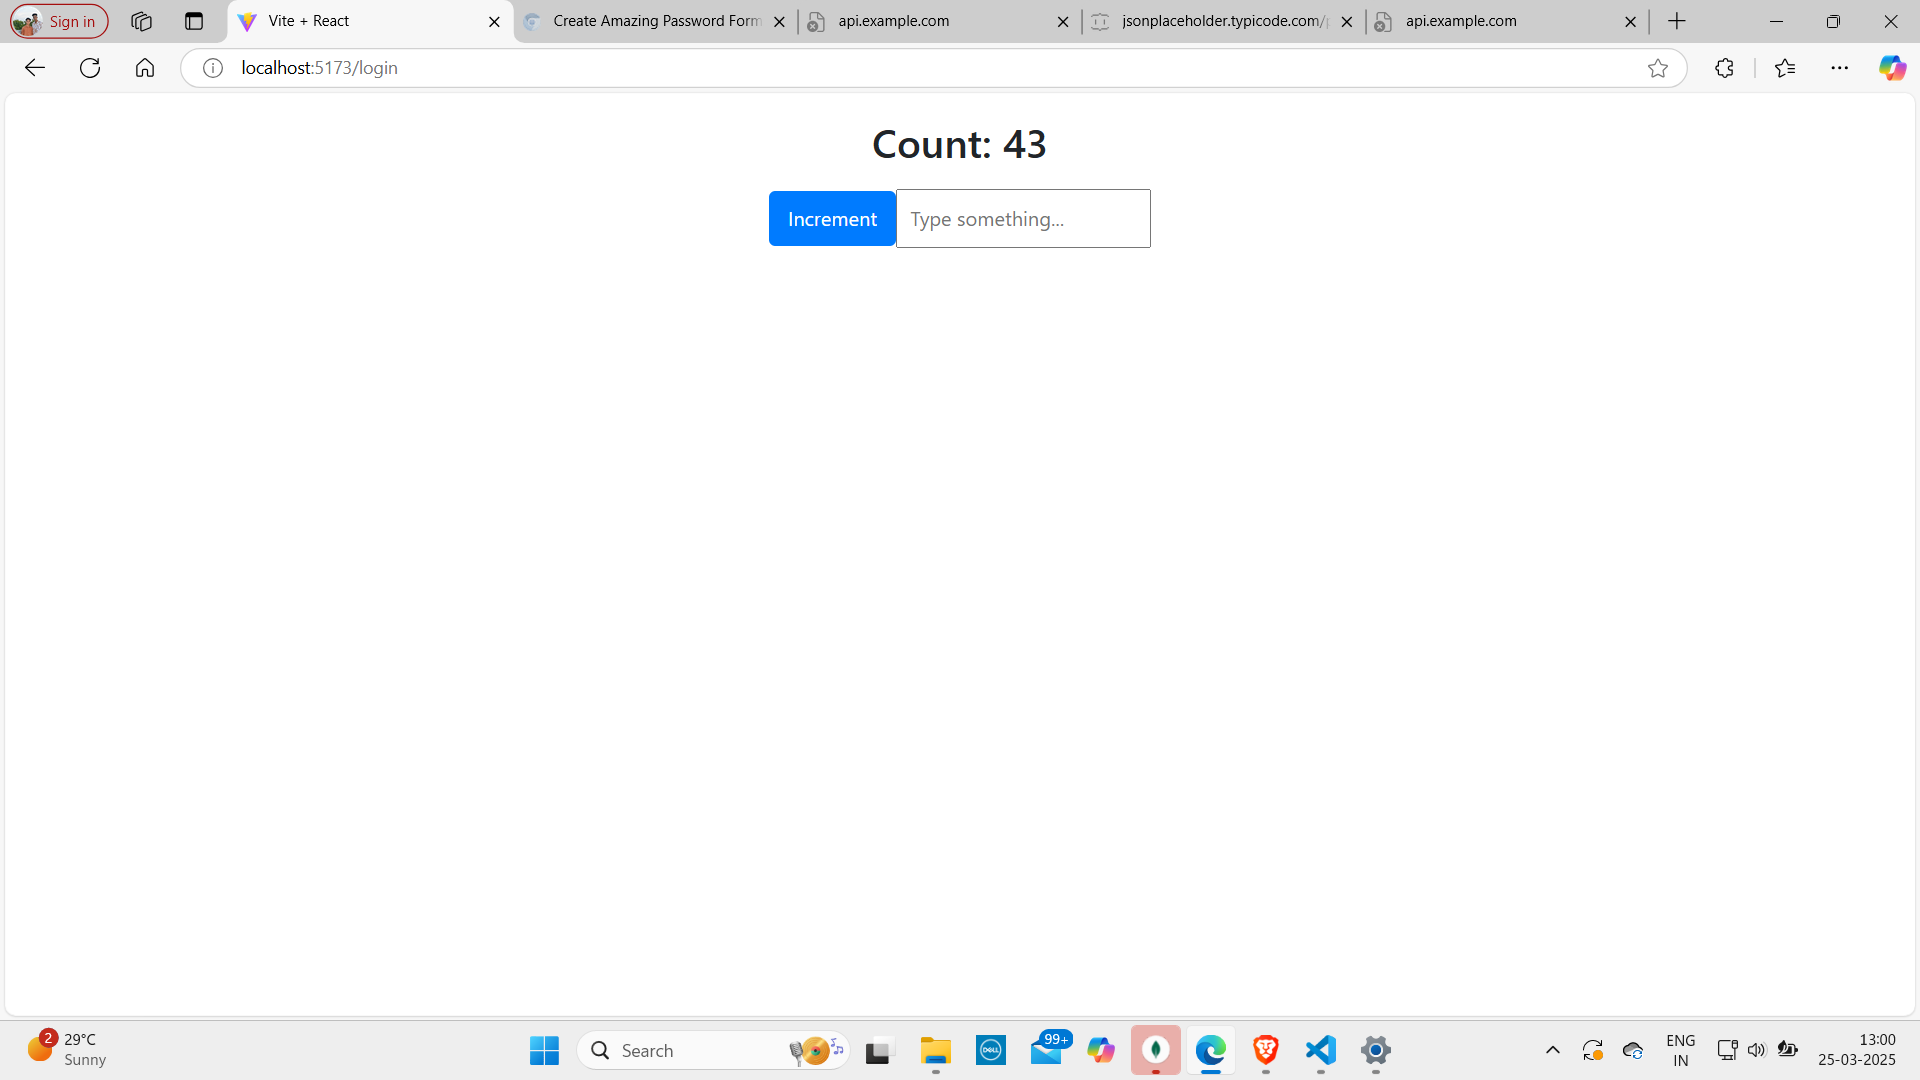 Sign in
Vite + React
Create Amazing Password Form
api.example.com
jsonplaceholder.typicode.com/p
api.example.com
localhost:5173/login
Count: 43
Increment
Type something...
2
29°C
Sunny
Search
DELL
99+
ENG
IN
13:00
25-03-2025